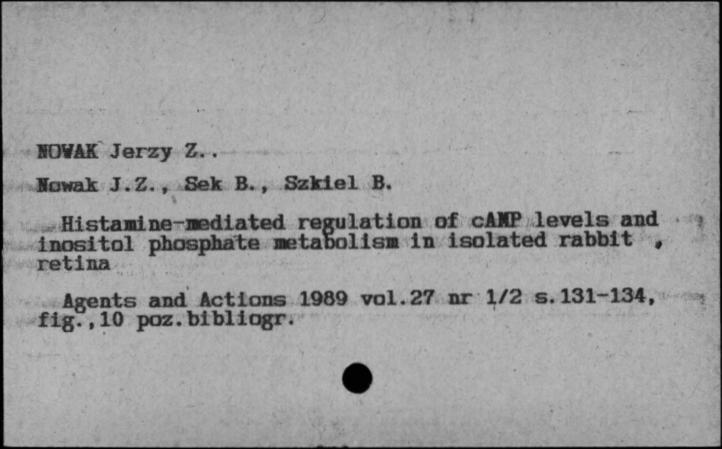 NOWAK Jerzy Z..
Nowak J.Z., Sek B., Szkiel B.
Histamine-mediated regulation of cAMP levels and
inositol phosphate metabolism in isolated rabbit ,
retina
Agents and Actions 1989 vol.27 nr 1/2 s.131-134,
fig.,10 poz.bibliogr.